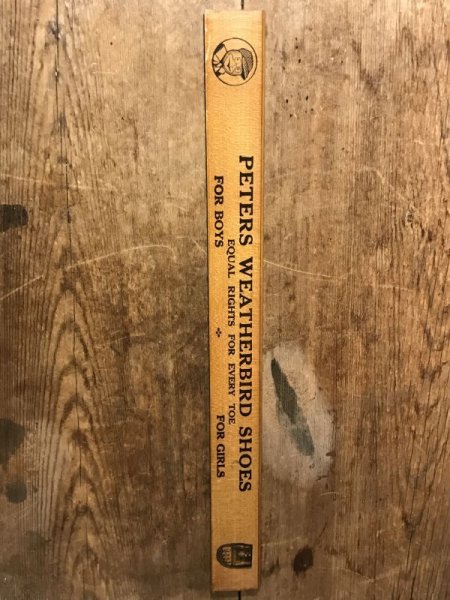 PETERS WEATHERBIRD SHOES
EQUAL RIGHTS FOR EVERY TOE
FOR BOYS ✣ FOR GIRLS